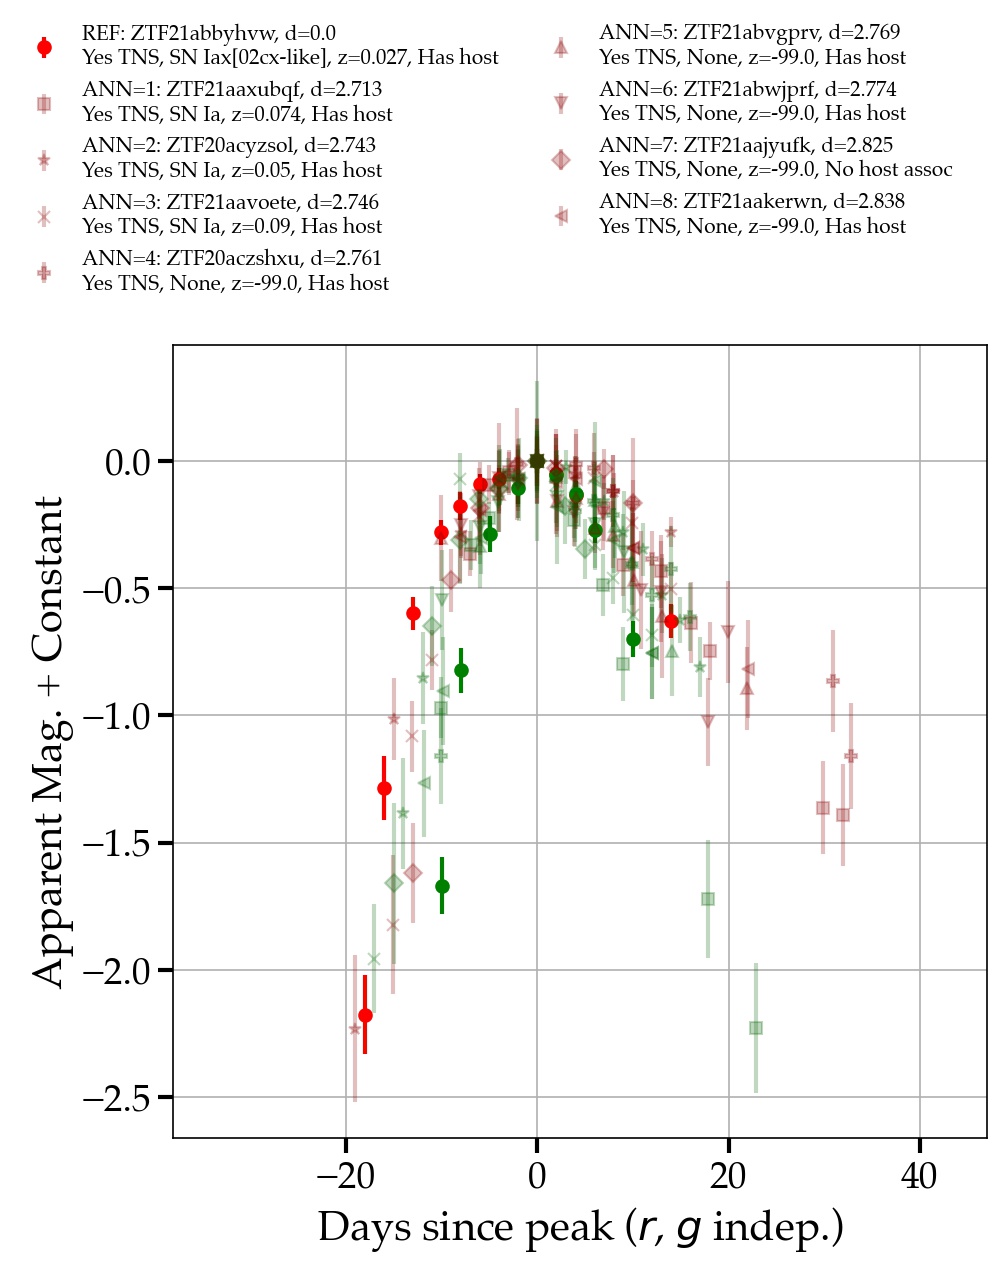 REF: ZTF21abbyhvw, d=0.0
Yes TNS, SN Iax[02cx-like], z=0.027, Has host
ANN=1: ZTF21aaxubqf, d=2.713
Yes TNS, SN Ia, z=0.074, Has host
ANN=2: ZTF20acyzsol, d=2.743
Yes TNS, SN Ia, z=0.05, Has host
ANN=3: ZTF21aavoete, d=2.746
Yes TNS, SN Ia, z=0.09, Has host
ANN=4: ZTF20aczshxu, d=2.761
Yes TNS, None, z=-99.0, Has host
ANN=5: ZTF21abvgprv, d=2.769
Yes TNS, None, z=-99.0, Has host
ANN=6: ZTF21abwjprf, d=2.774
Yes TNS, None, z=-99.0, Has host
ANN=7: ZTF21aajyufk, d=2.825
Yes TNS, None, z=-99.0, No host assoc
ANN=8: ZTF21aakerwn, d=2.838
Yes TNS, None, z=-99.0, Has host
Apparent Mag. + Constant
0.0
−0.5
−1.0
−1.5
−2.0
−2.5
−20
0
20
40
Days since peak (r, g indep.)